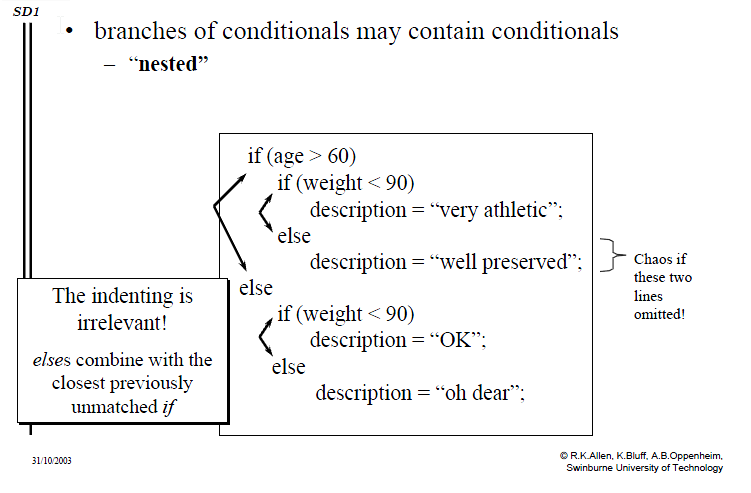 SD1
• branches of conditionals may contain conditionals
– “nested”
if (age > 60)
if (weight < 90)
description = “very athletic”;
else
description = “well preserved”;
else
if (weight < 90)
description = “OK”;
else
description = “oh dear”;
Chaos if
these two
lines
omitted!
The indenting is
irrelevant!
elses combine with the
closest previously
unmatched if
31/10/2003
© R.K.Allen, K.Bluff, A.B.Oppenheim,
Swinburne University of Technology